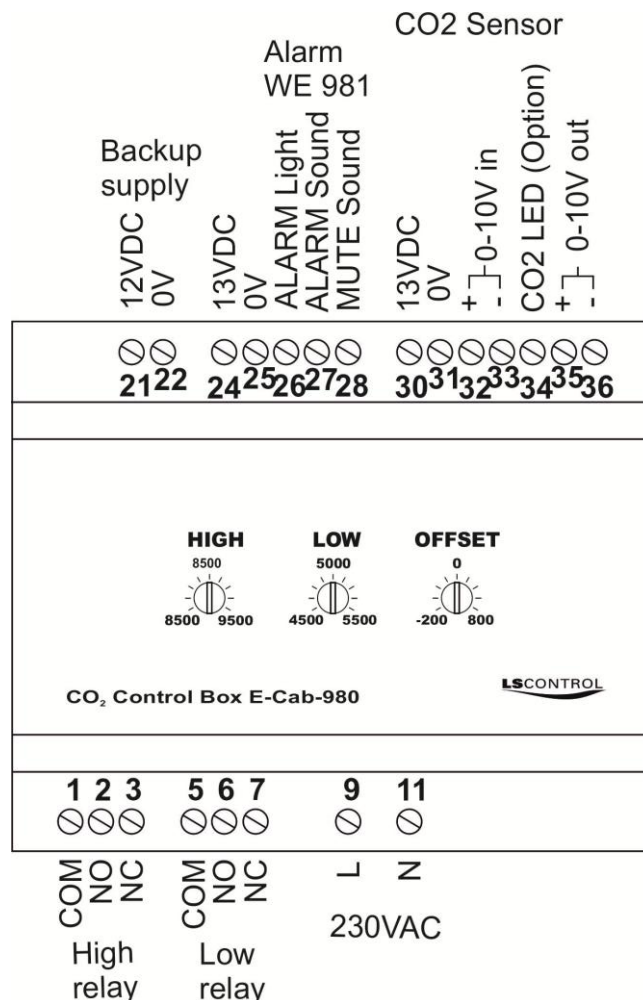 CO2 Sensor
Alarm
WE 981
Backup
supply
12VDC
0V
13VDC
0V
ALARM Light
ALARM Sound
MUTE Sound
13VDC
0V
+
-
0-10V in
CO2 LED (Option)
+
-
0-10V out
21 22 24 25 26 27 28 30 31 32 33 34 35 36
HIGH LOW OFFSET
8500 5000 0
8500 9500 4500 5500 -200 800
CO₂ Control Box E-Cab-980
LSCONTROL
1 2 3 5 6 7 9 11
COM
NO
NC
COM
NO
NC
L
N
High
relay
Low
relay
230VAC